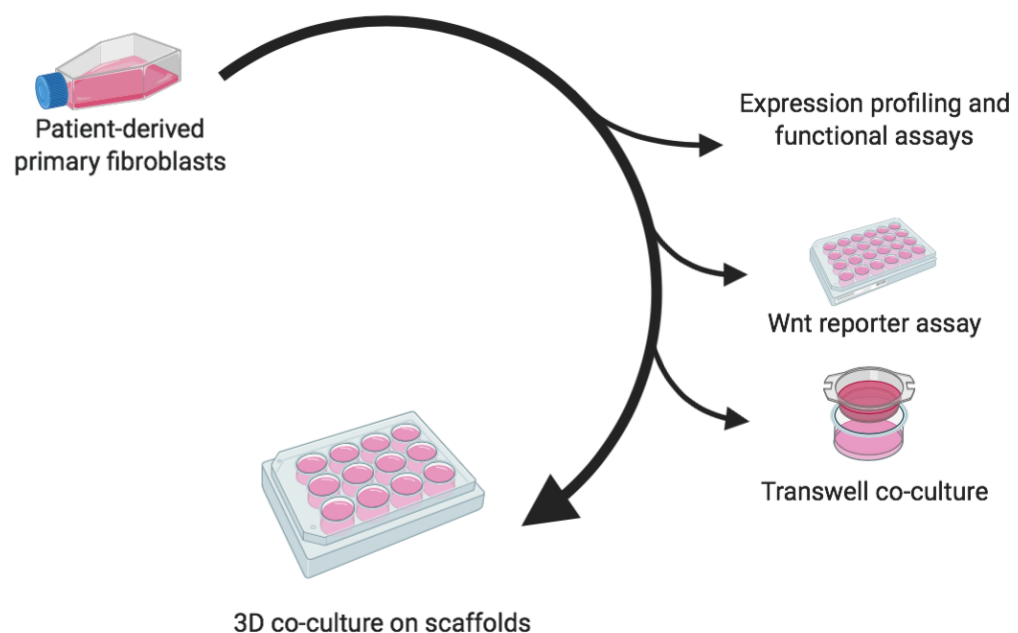 Patient-derived
primary fibroblasts
Expression profiling and
functional assays
Wnt reporter assay
Transwell co-culture
3D co-culture on scaffolds